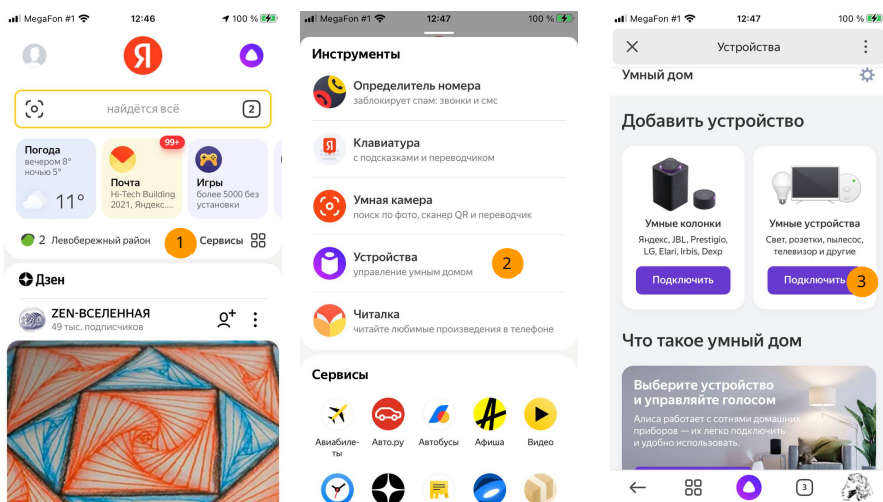 MegaFon #1
12:46
100 %
Я
найдётся всё
2
Погода
вечером 8°
ночью 5°
11°
99+
Почта
Hi-Tech Building
2021, Яндекс....
Игры
более 5000 без
установки
2 Левобережный район
1
Сервисы
Дзен
ZEN-ВСЕЛЕННАЯ
49 тыс. подписчиков
MegaFon #1
12:47
100 %
Инструменты
Определитель номера
заблокирует спам: звонки и смс
Я
Клавиатура
с подсказками и переводчиком
Умная камера
поиск по фото, сканер QR и переводчик
Устройства
управление умным домом
2
Читалка
читайте любимые произведения в телефоне
Сервисы
Авиабиле-
ты
Авто.ру
Автобусы
Афиша
Видео
MegaFon #1
12:47
100 %
Устройства
Умный дом
Добавить устройство
Умные колонки
Яндекс, JBL, Prestigio,
LG, Elari, Irbis, Dexp
Подключить
Умные устройства
Свет, розетки, пылесос,
телевизор и другие
Подключить
3
Что такое умный дом
Выберите устройство
и управляйте голосом
Алиса работает с сотнями домашних
приборов — их легко подключить
и удобно использовать.
3